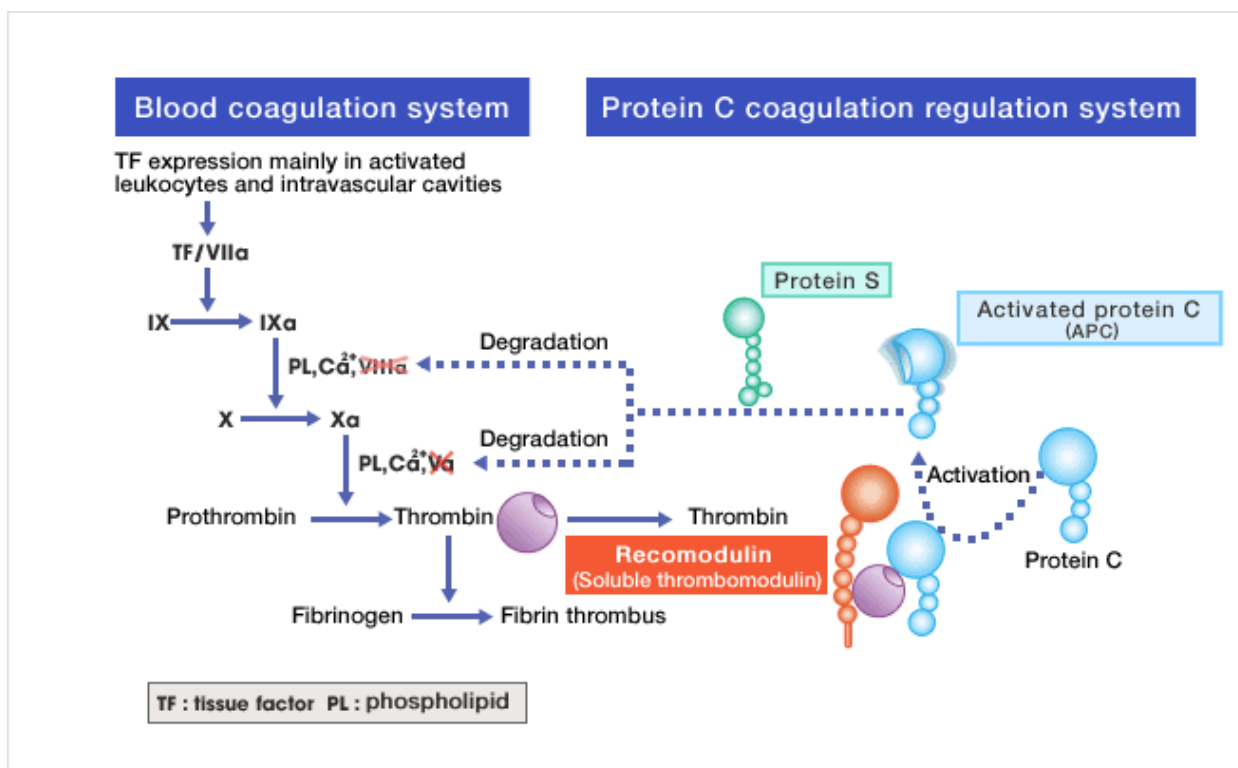 Blood coagulation system
Protein C coagulation regulation system
TF expression mainly in activated
leukocytes and intravascular cavities
TF/VIIa
Protein S
Activated protein C
(APC)
IX
IXa
Degradation
PL,Ca²⁺,VIIIa
X
Xa
Degradation
PL,Ca²⁺,Va
Activation
Prothrombin
Thrombin
Thrombin
Recomodulin
(Soluble thrombomodulin)
Protein C
Fibrinogen
Fibrin thrombus
TF : tissue factor PL : phospholipid